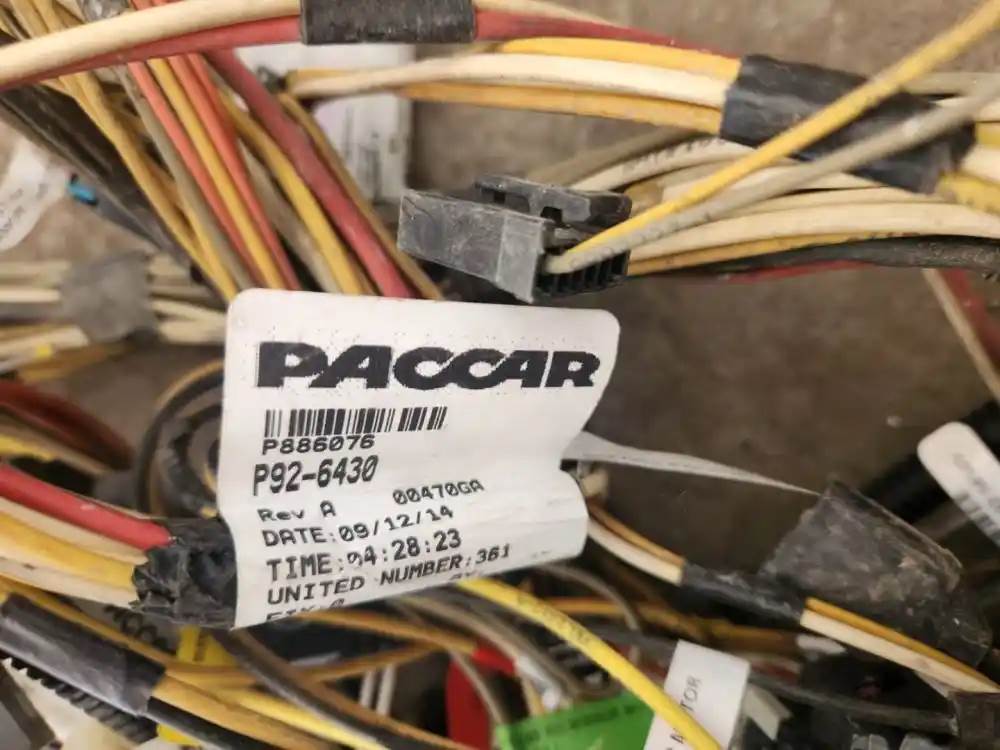 PACCAR
P886076
P92-6430
Rev A 00470GA
DATE:09/12/14
TIME:04:28:23
UNITED NUMBER:361